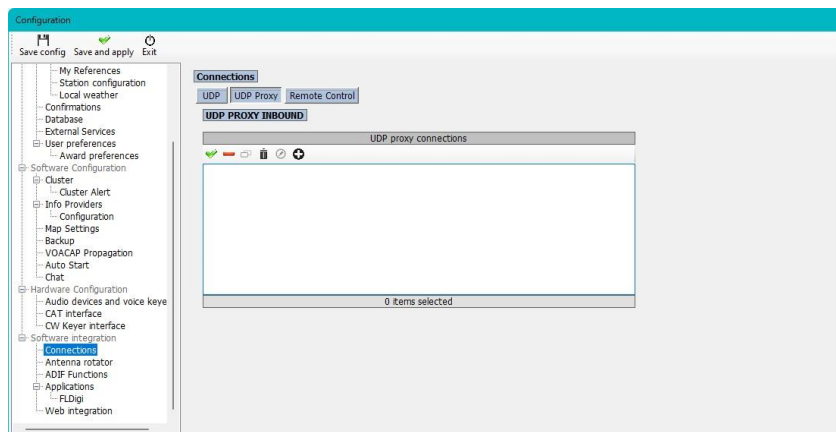 Configuration
Save config Save and apply Exit
My References
Station configuration
Local weather
Confirmations
Database
External Services
User preferences
Award preferences
Software Configuration
Cluster
Cluster Alert
Info Providers
Configuration
Map Settings
Backup
VOACAP Propagation
Auto Start
Chat
Hardware Configuration
Audio devices and voice keye
CAT interface
CW Keyer interface
Software integration
Connections
Antenna rotator
ADIF Functions
Applications
FLDigi
Web integration
Connections
UDP UDP Proxy Remote Control
UDP PROXY INBOUND
UDP proxy connections
0 items selected